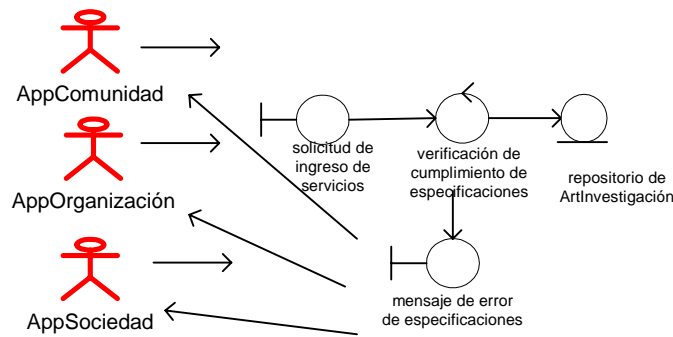 AppComunidad
solicitud de
ingreso de
servicios
verificación de
cumplimiento de
especificaciones
repositorio de
ArtInvestigación
AppOrganización
mensaje de error
de especificaciones
AppSociedad